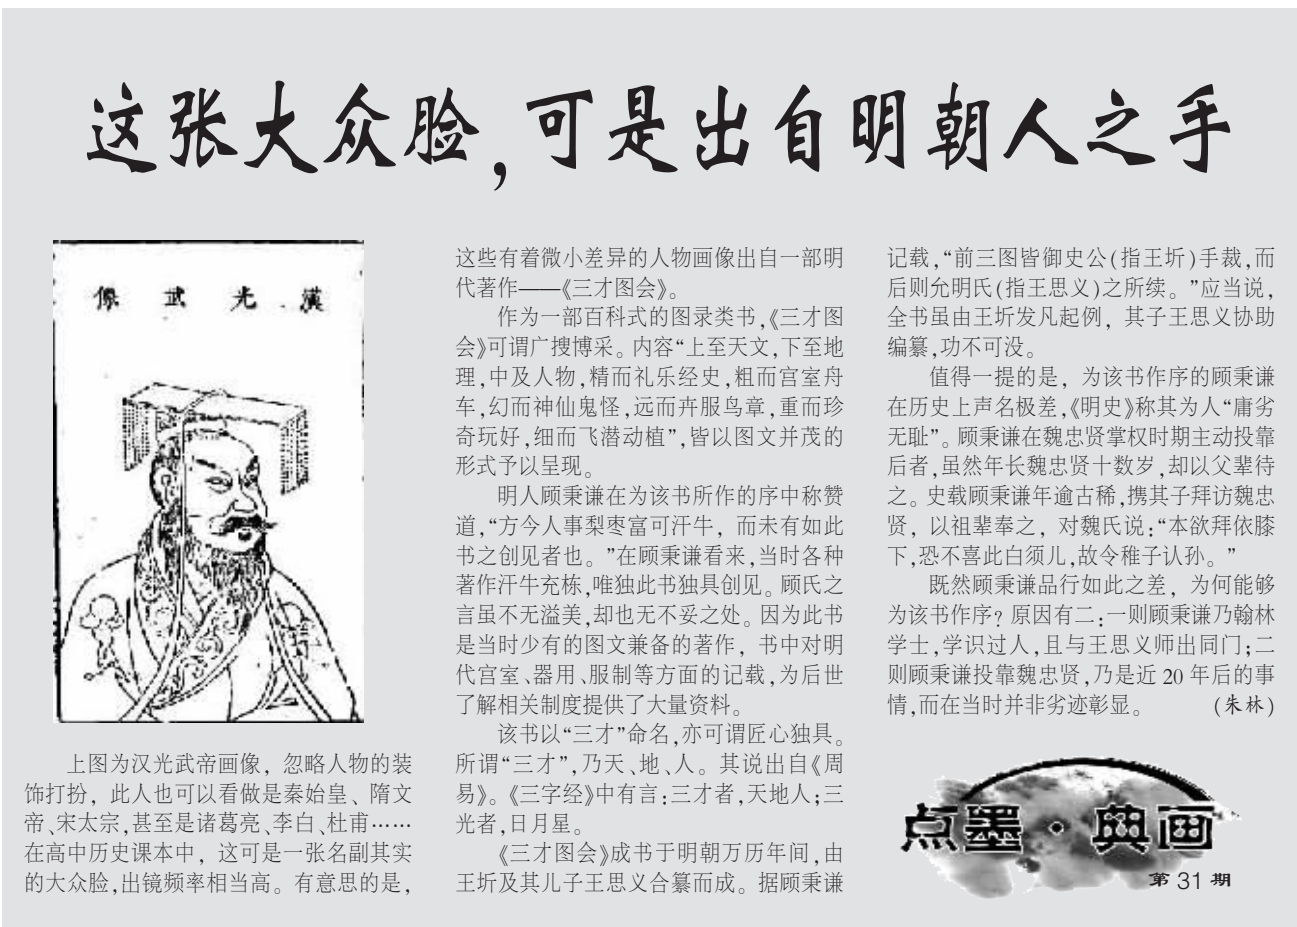 这张大众脸,可是出自明朝人之手
像 武 光 漢
上图为汉光武帝画像，忽略人物的装
饰打扮，此人也可以看做是秦始皇、隋文
帝、宋太宗,甚至是诸葛亮、李白、杜甫……
在高中历史课本中，这可是一张名副其实
的大众脸,出镜频率相当高。有意思的是,
这些有着微小差异的人物画像出自一部明
代著作——《三才图会》。
作为一部百科式的图录类书,《三才图
会》可谓广搜博采。内容“上至天文,下至地
理,中及人物,精而礼乐经史,粗而宫室舟
车,幻而神仙鬼怪,远而卉服鸟章,重而珍
奇玩好,细而飞潜动植”,皆以图文并茂的
形式予以呈现。
明人顾秉谦在为该书所作的序中称赞
道,“方今人事梨枣富可汗牛，而未有如此
书之创见者也。”在顾秉谦看来,当时各种
著作汗牛充栋,唯独此书独具创见。顾氏之
言虽不无溢美,却也无不妥之处。因为此书
是当时少有的图文兼备的著作，书中对明
代宫室、器用、服制等方面的记载,为后世
了解相关制度提供了大量资料。
该书以“三才”命名,亦可谓匠心独具。
所谓“三才”,乃天、地、人。其说出自《周
易》。《三字经》中有言:三才者,天地人;三
光者,日月星。
《三才图会》成书于明朝万历年间,由
王圻及其儿子王思义合纂而成。据顾秉谦
记载,“前三图皆御史公(指王圻)手裁,而
后则允明氏(指王思义)之所续。”应当说,
全书虽由王圻发凡起例，其子王思义协助
编纂,功不可没。
值得一提的是，为该书作序的顾秉谦
在历史上声名极差,《明史》称其为人“庸劣
无耻”。顾秉谦在魏忠贤掌权时期主动投靠
后者,虽然年长魏忠贤十数岁,却以父辈待
之。史载顾秉谦年逾古稀,携其子拜访魏忠
贤，以祖辈奉之，对魏氏说:“本欲拜依膝
下,恐不喜此白须儿,故令稚子认孙。”
既然顾秉谦品行如此之差，为何能够
为该书作序?原因有二:一则顾秉谦乃翰林
学士,学识过人,且与王思义师出同门;二
则顾秉谦投靠魏忠贤,乃是近 20 年后的事
情,而在当时并非劣迹彰显。 (朱林)
点墨·典画
第 31 期